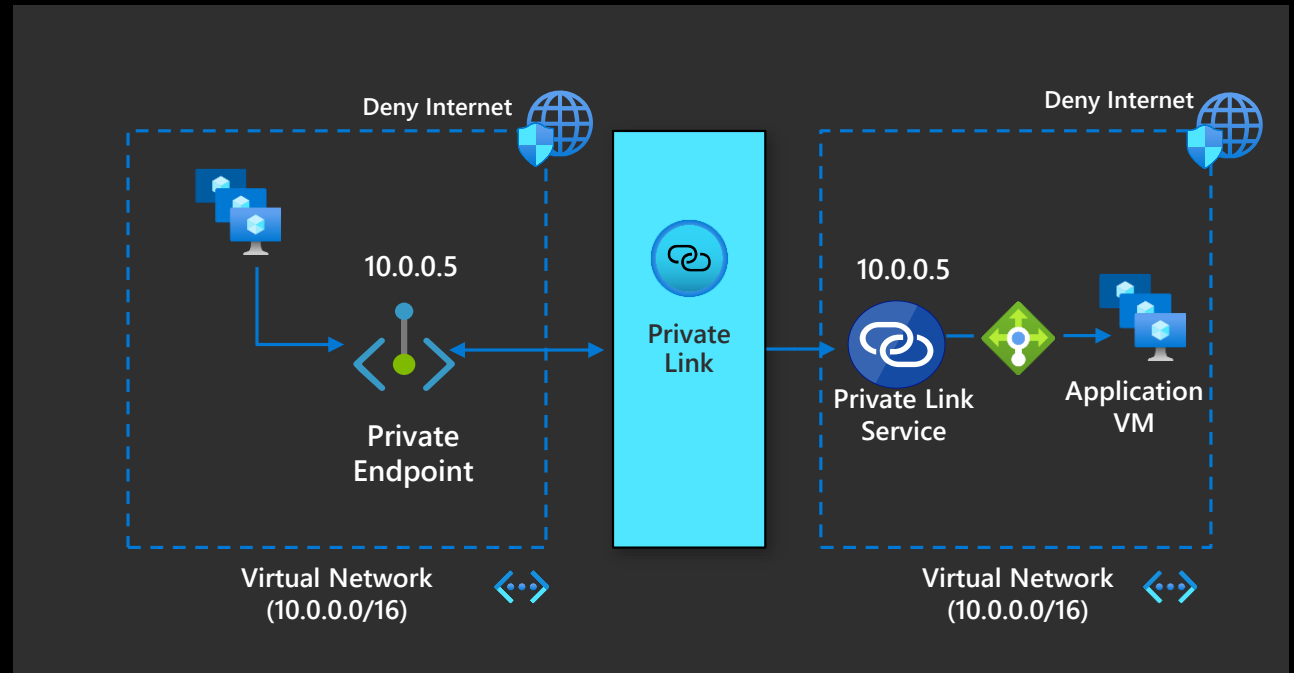 Deny Internet
10.0.0.5
Private
Endpoint
Virtual Network
(10.0.0.0/16)
Private
Link
Deny Internet
10.0.0.5
Private Link
Service
Application
VM
Virtual Network
(10.0.0.0/16)